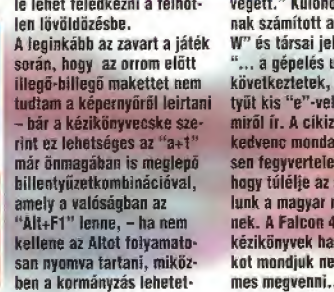 le lehet feledkezni a felhőt-
len lövöldözésbe.
A leginkább az zavart a játék
során, hogy az orrom előtt
illegő-billegő makettet nem
tudtam a képernyőről leirtani
– bár a kézikönyvecske sze-
rint ez lehetséges az "a+1"
már önmagában is meglepő
billentyűzetkombinációval,
amely a valóságban az
"Alt+F1" lenne, – ha nem
kellene az Altot folyamato-
san nyomva tartani, miköz-
ben a kormányzás lehetet-
végett." Különö
nak számított a
W" és társai jel
"... a gépelés u
következtetek,
tyűt kis "e"-vel
miről ír. A cikiz
kedvenc monda
sen fegyvertele
hogy túlélje az
lunk a magyar n
nek. A Falcon 4
kézikönyvek ha
kot mondjuk ne
mes megvenni..